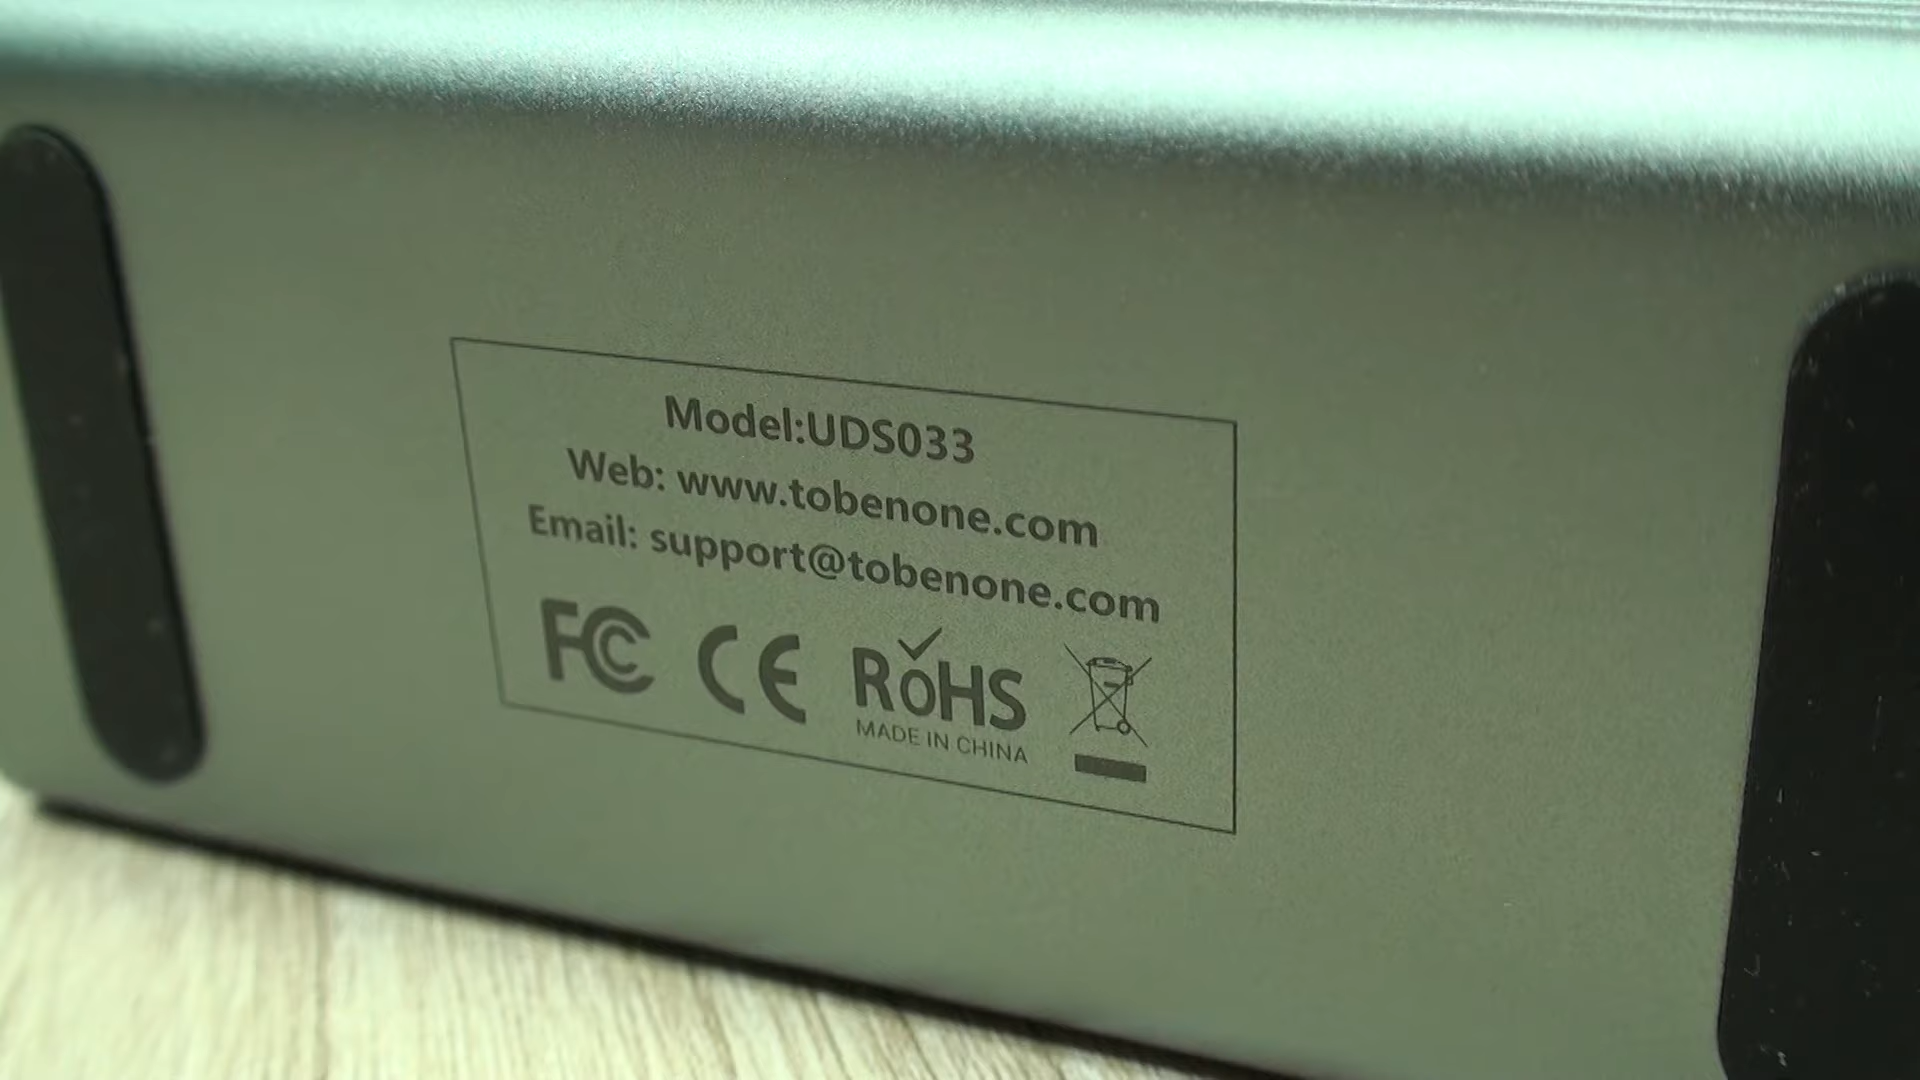 Model:UDS033
Web: www.tobenone.com
Email: support@tobenone.com
FC CE RoHS
MADE IN CHINA